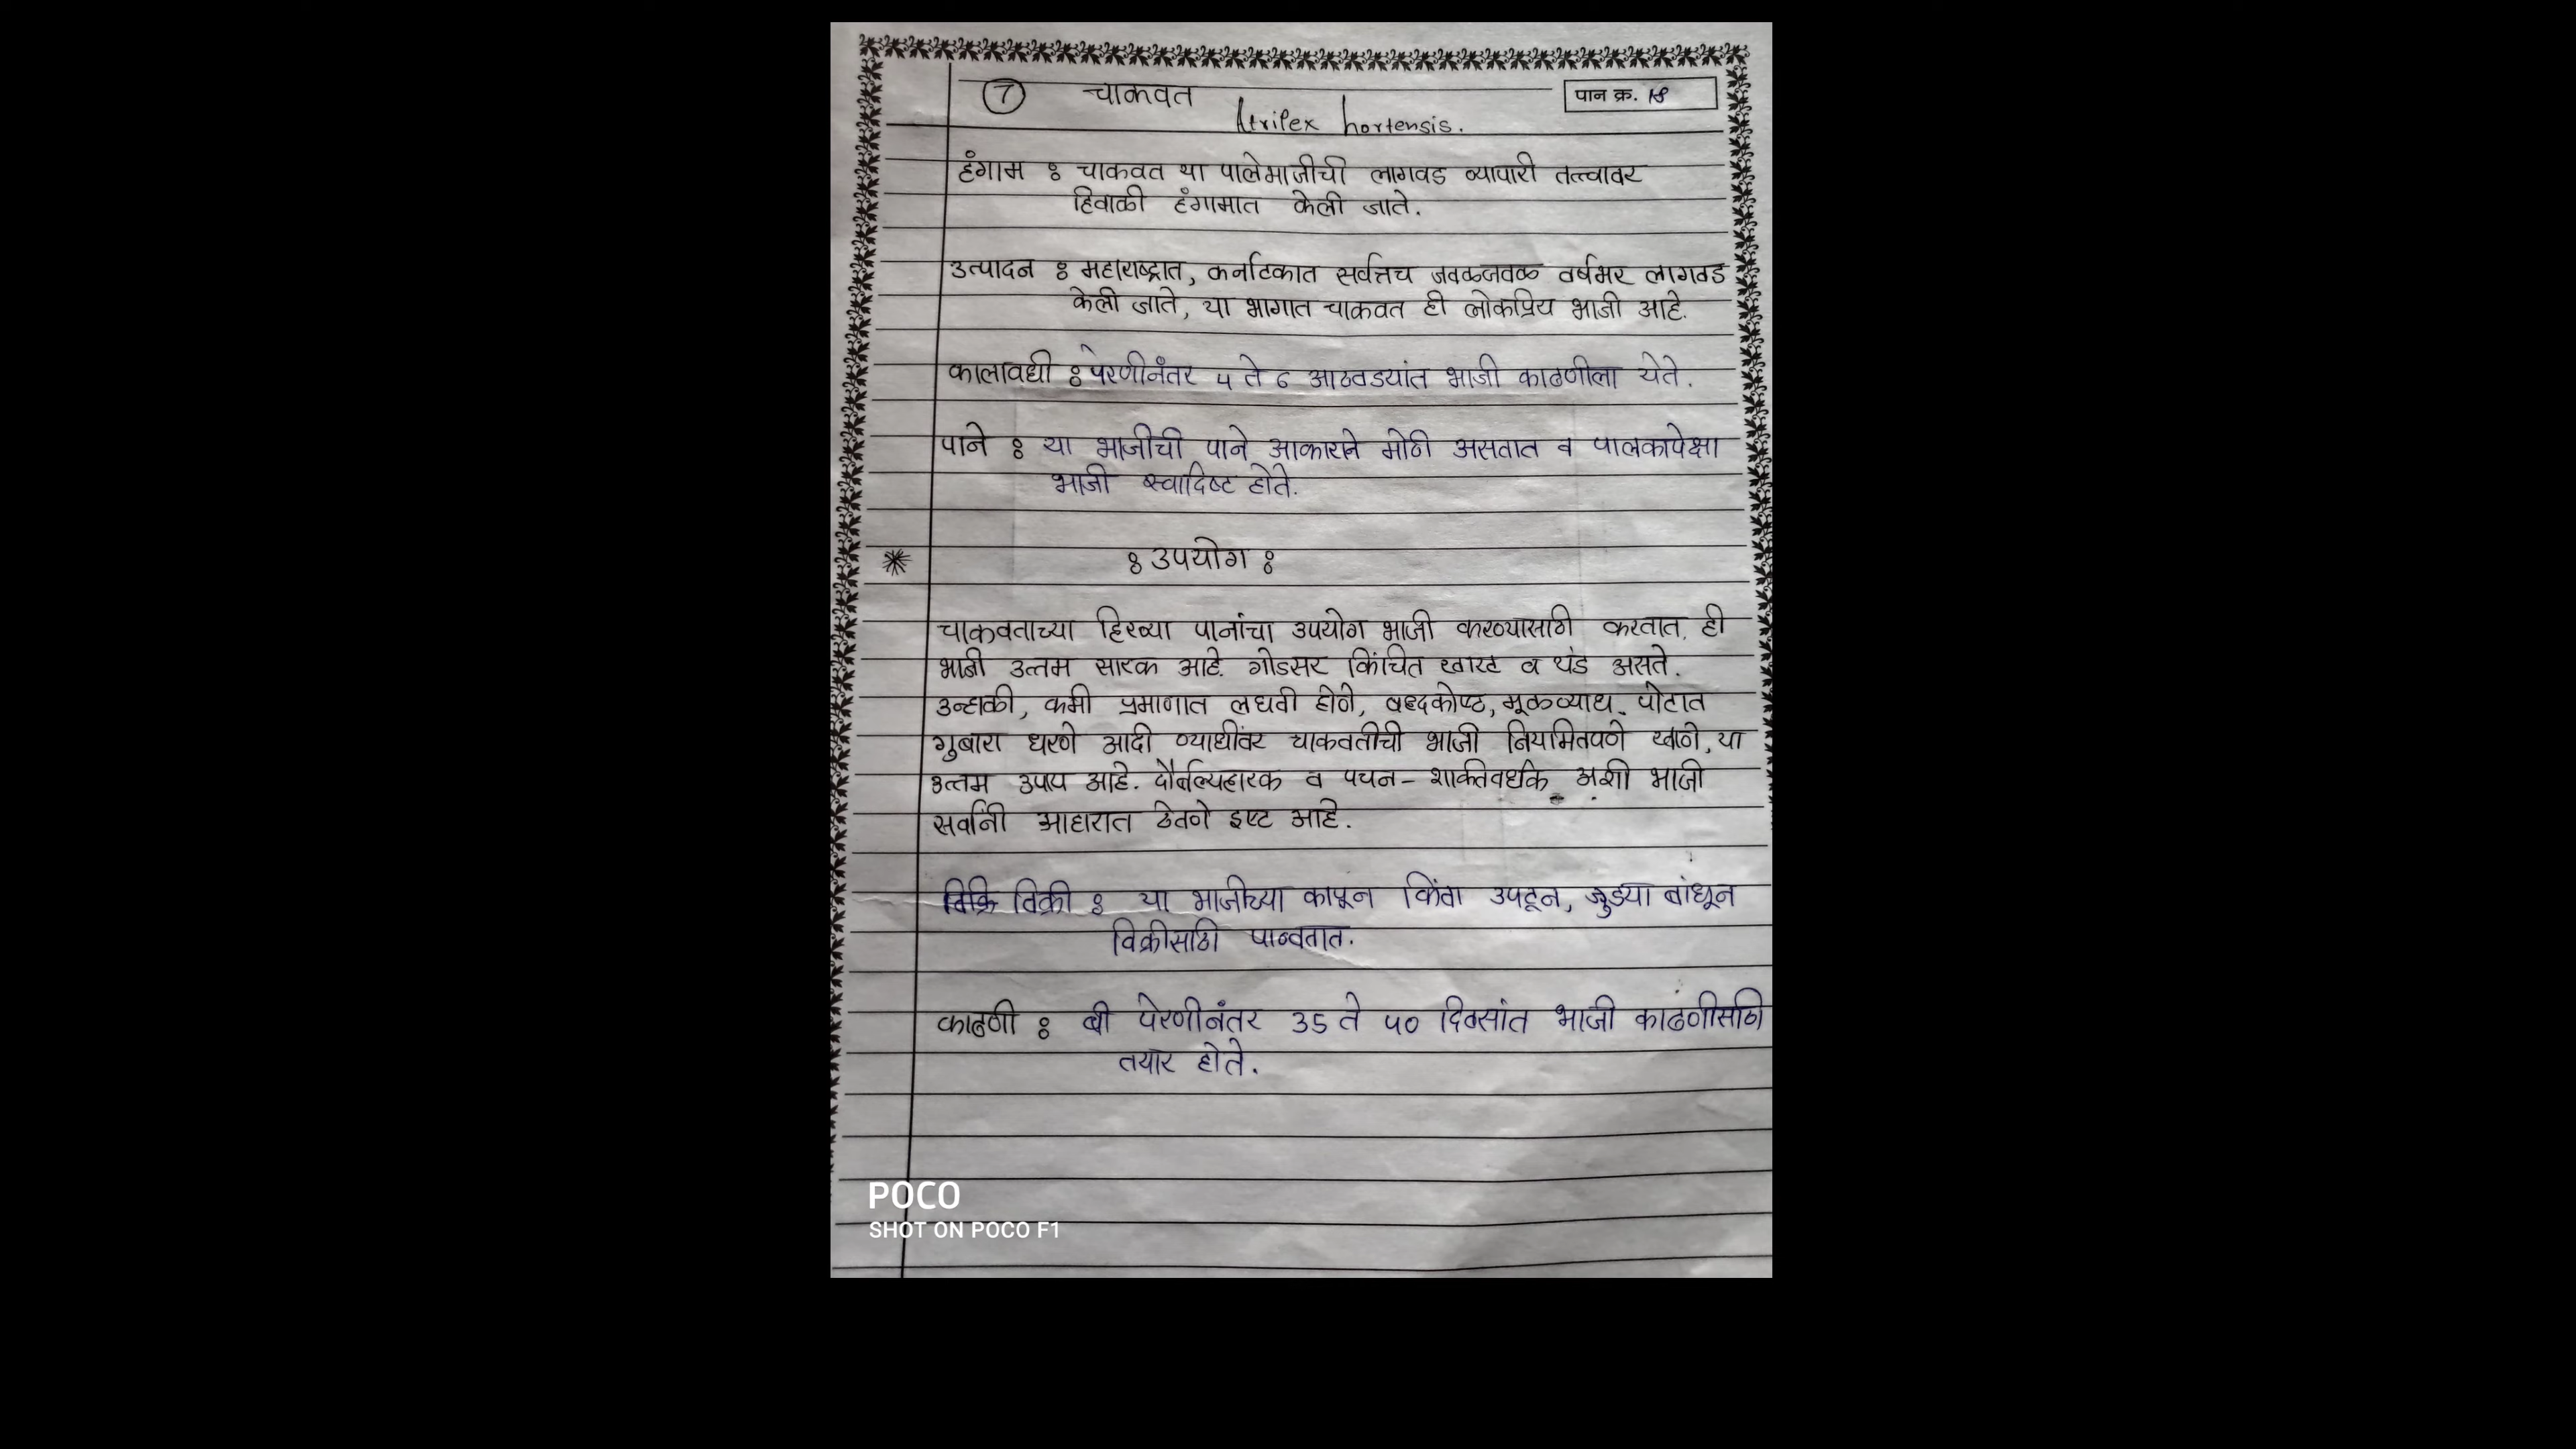 7 चाकवत
पान क्र. 18
Atriplex hortensis.
हंगाम : चाकवत या पालेभाजीची लागवड व्यापारी तत्त्वावर
हिवाळी हंगामात केली जाते.
उत्पादन : महाराष्ट्रात, कर्नाटकात सर्वत्रच जवळजवळ वर्षभर लागवड
केली जाते, या भागात चाकवत ही लोकप्रिय भाजी आहे.
कालावधी : पेरणीनंतर ५ ते ६ आठवड्यांत भाजी काढणीला येते.
पाने : या भाजीची पाने आकाराने मोठी असतात व पालकापेक्षा
भाजी स्वादिष्ट होते.
* : उपयोग :
चाकवताच्या हिरव्या पानांचा उपयोग भाजी करण्यासाठी करतात. ही
भाजी उत्तम सारक आहे. गोडसर किंचित खारट व थंड असते.
उन्हाळी, कमी प्रमाणात लघवी होणे, बध्दकोष्ठ, मूळव्याध. पोटात
गुबारा धरणे आदी व्याधींवर चाकवतीची भाजी नियमितपणे खाणे, या
उत्तम उपाय आहे. दौर्बल्यहारक व पचन - शक्तिवर्धक अशी भाजी
सर्वांनी आहारात ठेवणे इष्ट आहे.
विक्री : या भाजीच्या कापून किंवा उपटून, जुड्या बांधून
विक्रीसाठी पाठवतात.
काढणी : बी पेरणीनंतर 35 ते ५० दिवसांत भाजी काढणीसाठी
तयार होते.
POCO
SHOT ON POCO F1